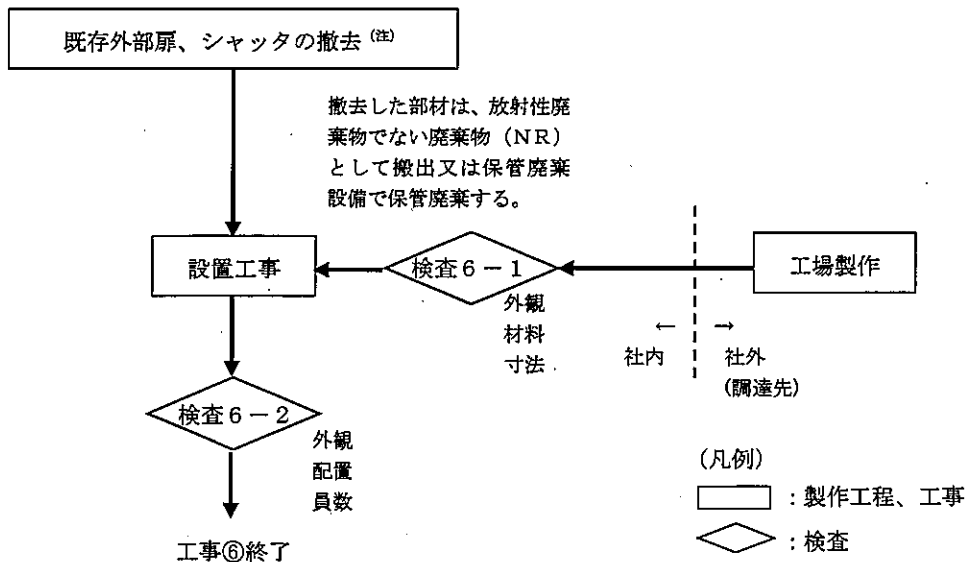 既存外部扉、シャッタの撤去(注)
撤去した部材は、放射性廃
棄物でない廃棄物(NR)
として搬出又は保管廃棄
設備で保管廃棄する。
設置工事
検査6-1
工場製作
外観
材料
寸法
←
→
社内
社外
(調達先)
検査6-2
外観
配置
員数
工事⑥終了
(凡例)
:製作工程、工事
:検査